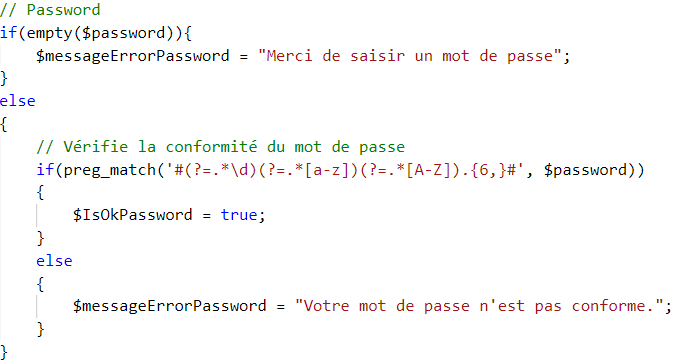 // Password
if(empty($password)){
    $messageErrorPassword = "Merci de saisir un mot de passe";
}
else
{
    // Vérifie la conformité du mot de passe
    if(preg_match('#(?=.*\d)(?=.*[a-z])(?=.*[A-Z]).{6,}#', $password))
    {
        $IsOkPassword = true;
    }
    else
    {
        $messageErrorPassword = "Votre mot de passe n'est pas conforme.";
    }
}